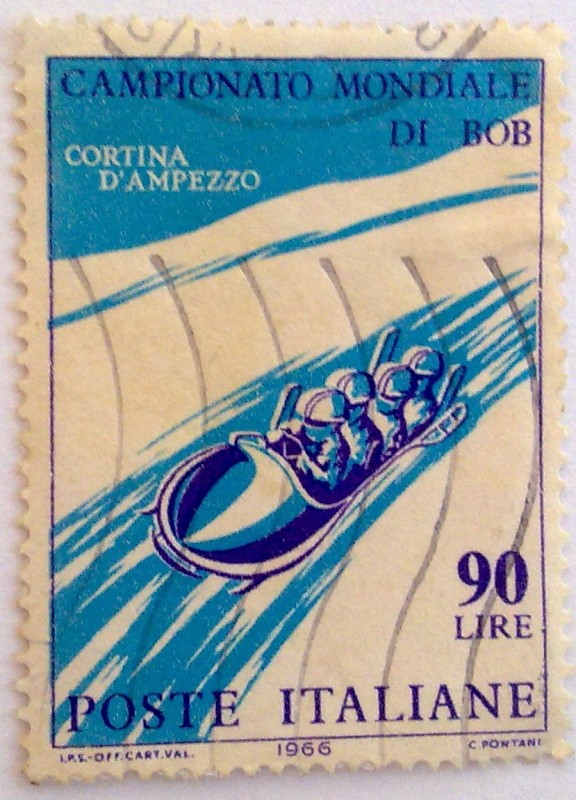 CAMPIONATO MONDIALE
DI BOB
CORTINA
D'AMPEZZO
90
LIRE
POSTE ITALIANE
I.P.S.-OFF.CART.VAL. 1966 C.PONTANI